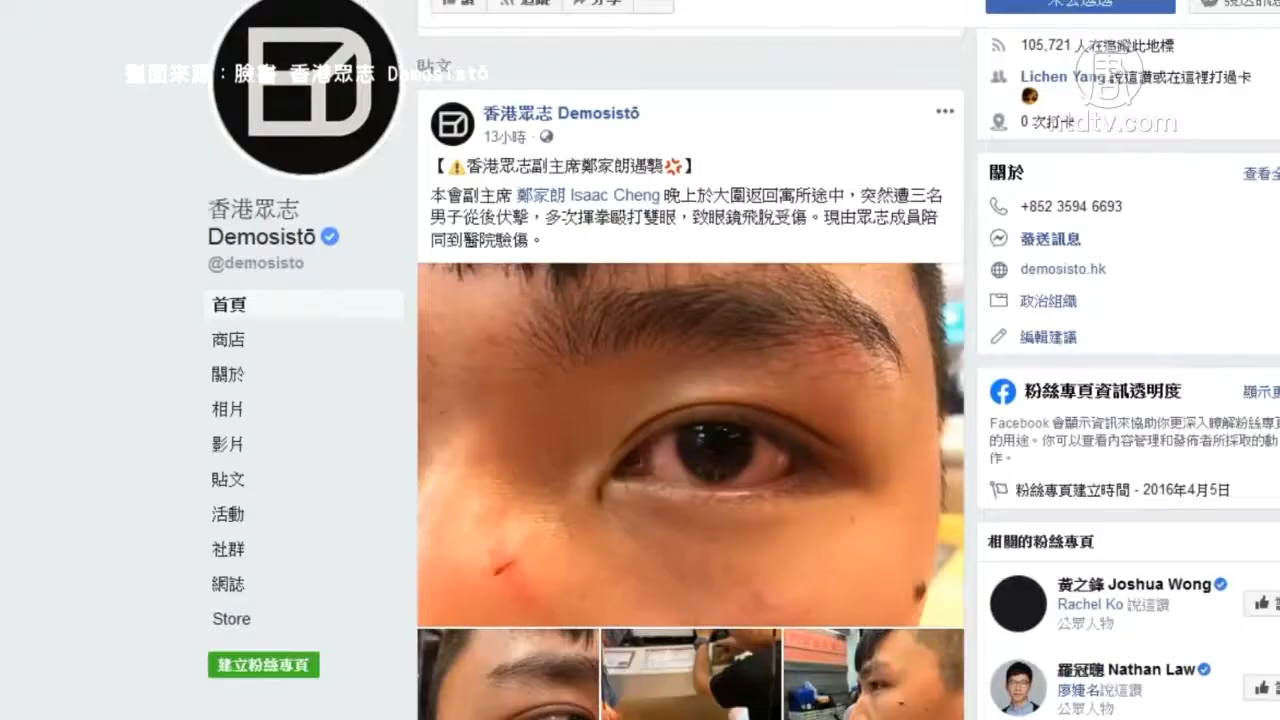 畫面來源：臉書 香港眾志 Demosistō
貼文
香港眾志
Demosistō
@demosisto
首頁
商店
關於
相片
影片
貼文
活動
社群
網誌
Store
建立粉絲專頁
香港眾志 Demosistō
13小時
【⚠香港眾志副主席鄭家朗遇襲💢】
本會副主席 鄭家朗 Isaac Cheng 晚上於大圍返回寓所途中，突然遭三名
男子從後伏擊，多次揮拳毆打雙眼，致眼鏡飛脫受傷。現由眾志成員陪
同到醫院驗傷。
105,721 人在追蹤此地標
Lichen Yang 說這讚或在這裡打過卡
0 次打卡
ntdtv.com
關於
+852 3594 6693
發送訊息
demosisto.hk
政治組織
編輯建議
粉絲專頁資訊透明度
Facebook 會顯示資訊來協助你更深入瞭解粉絲專頁
的用途。你可以查看內容管理和發佈者所採取的動
作。
粉絲專頁建立時間 - 2016年4月5日
相關的粉絲專頁
黃之鋒 Joshua Wong
Rachel Ko 說這讚
公眾人物
羅冠聰 Nathan Law
廖婕名說這讚
公眾人物